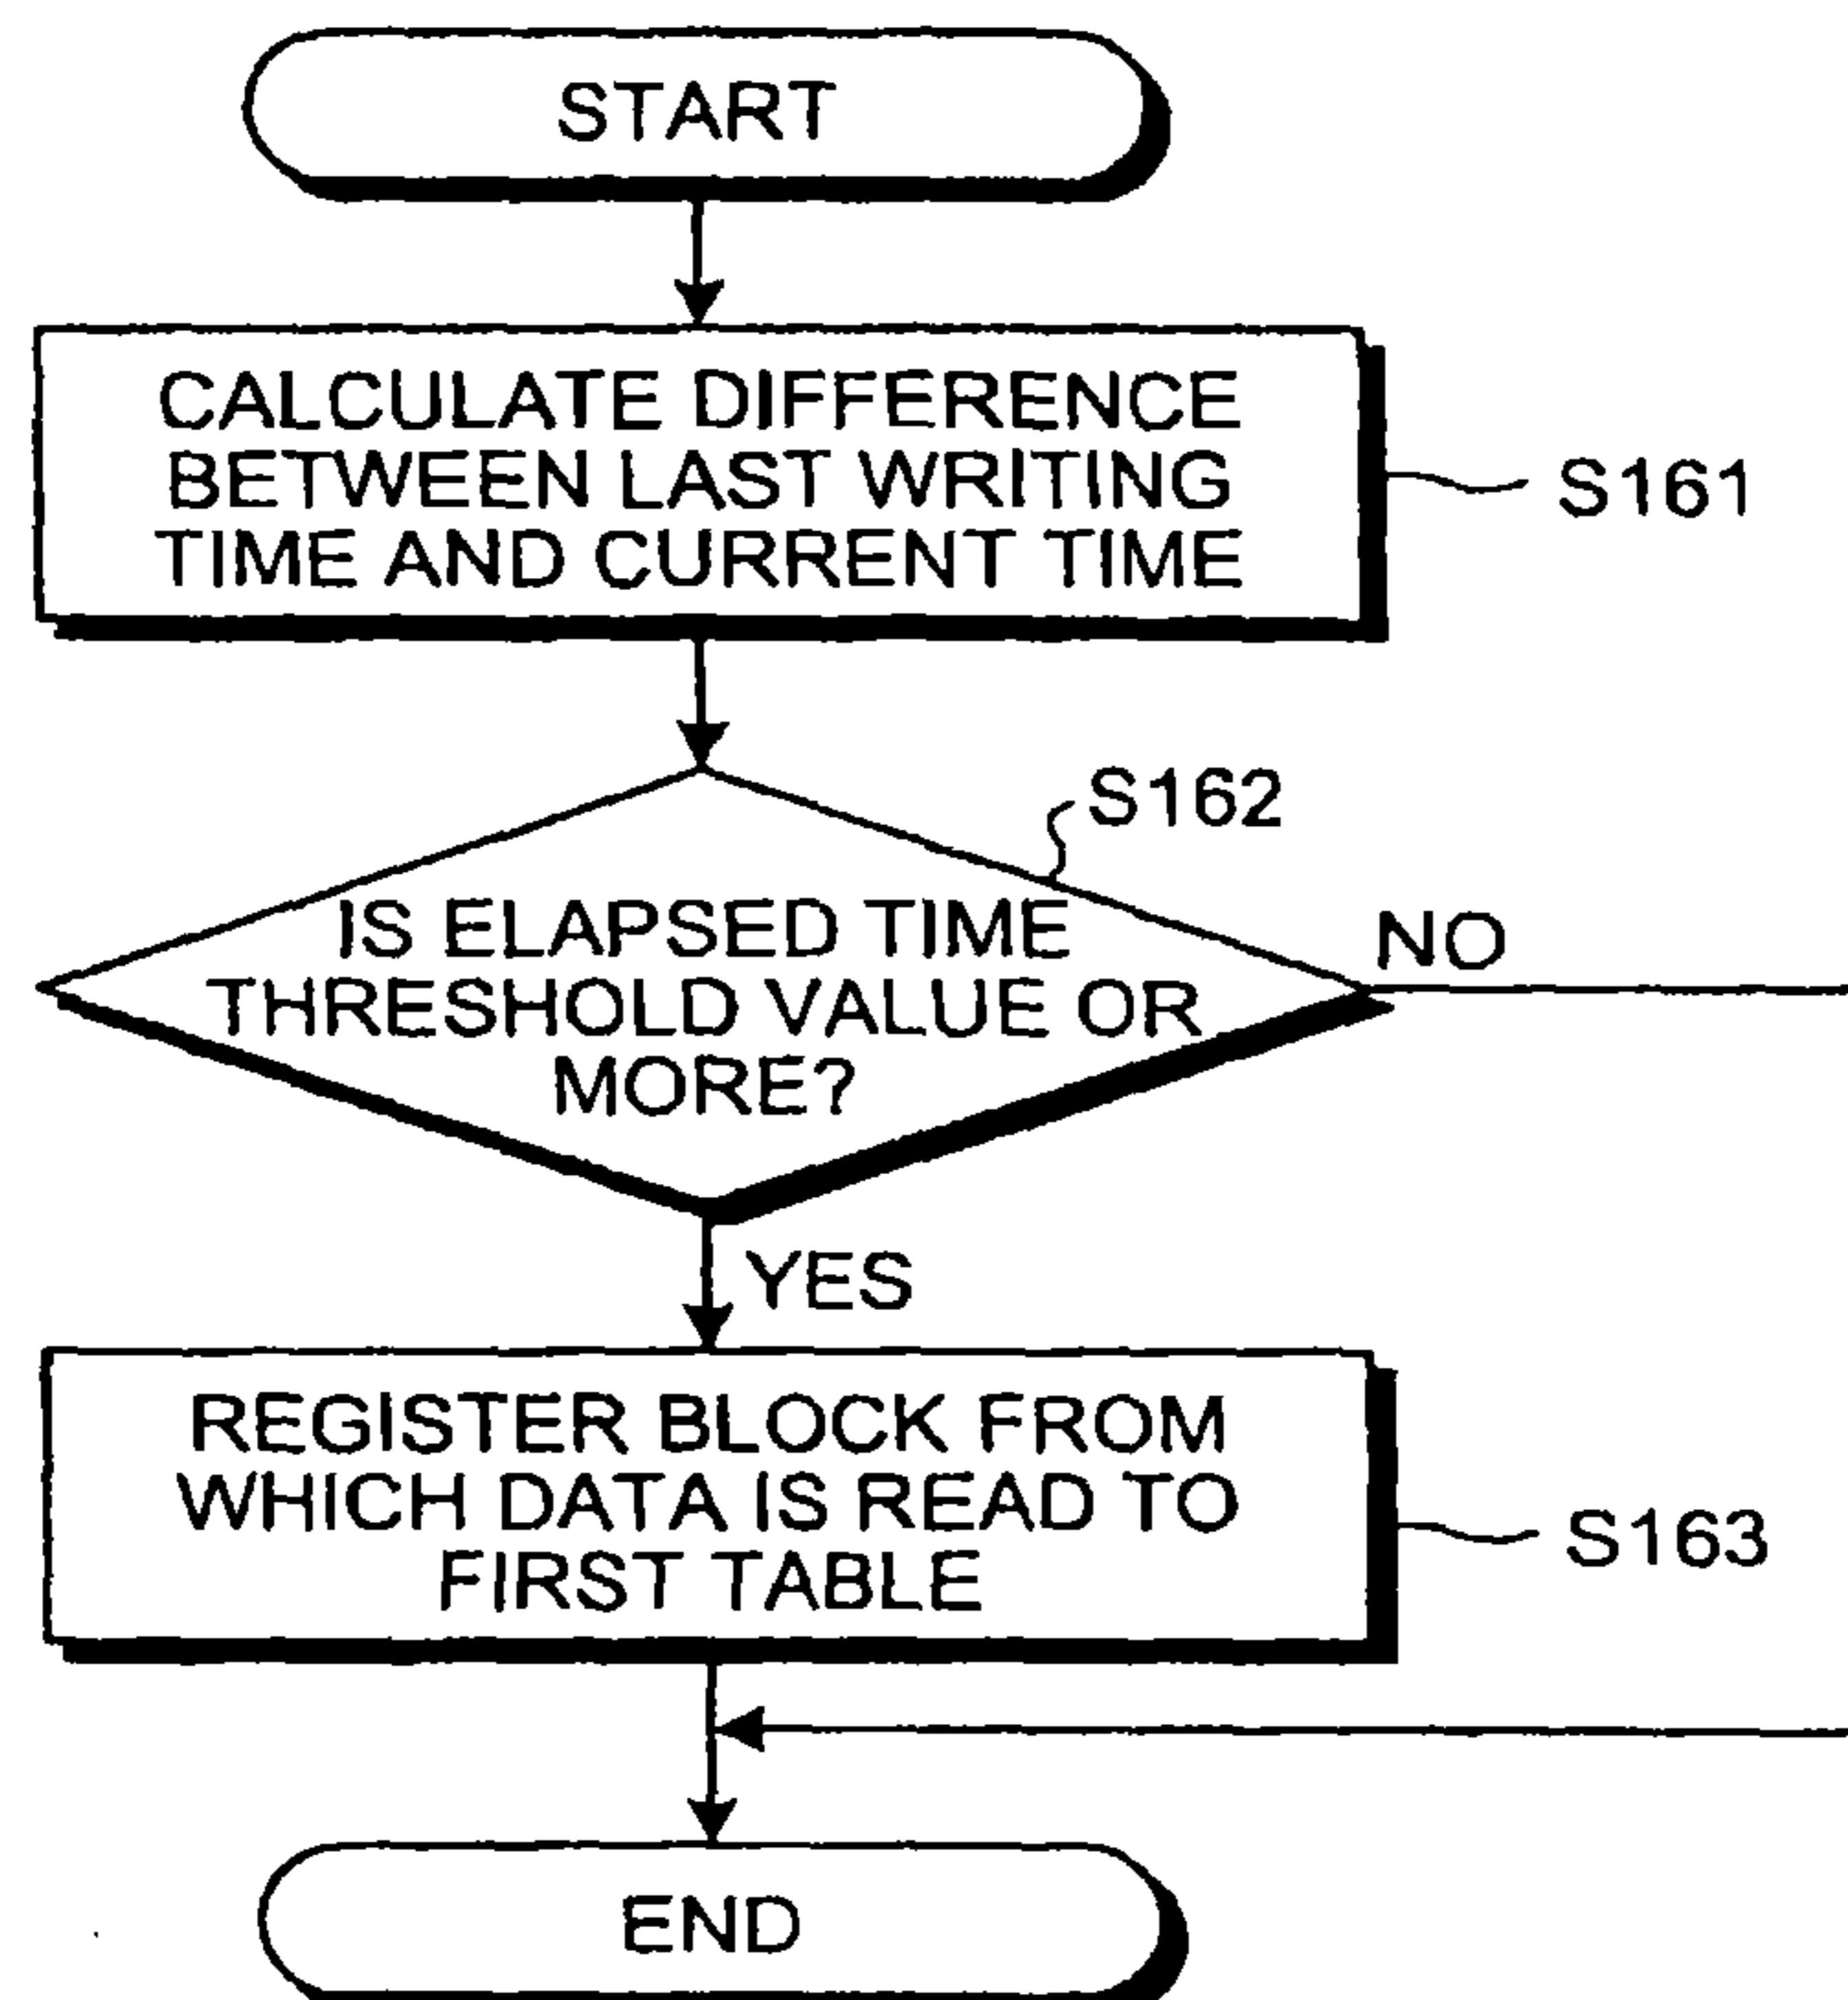 START
CALCULATE DIFFERENCE
BETWEEN LAST WRITING
TIME AND CURRENT TIME
S161
S162
IS ELAPSED TIME
THRESHOLD VALUE OR
MORE?
NO
YES
REGISTER BLOCK FROM
WHICH DATA IS READ TO
FIRST TABLE
S163
END